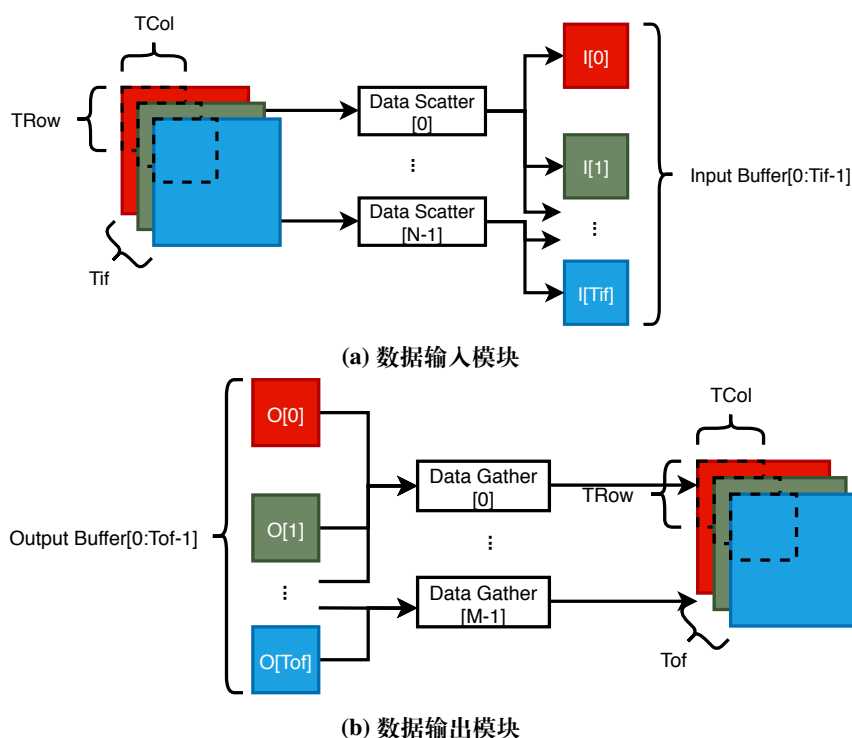 TCol
TRow
Tif
Data Scatter
[0]
⋮
Data Scatter
[N-1]
I[0]
I[1]
⋮
I[Tif]
Input Buffer[0:Tif-1]
(a) 数据输入模块
Output Buffer[0:Tof-1]
O[0]
O[1]
⋮
O[Tof]
Data Gather
[0]
⋮
Data Gather
[M-1]
TCol
TRow
Tof
(b) 数据输出模块